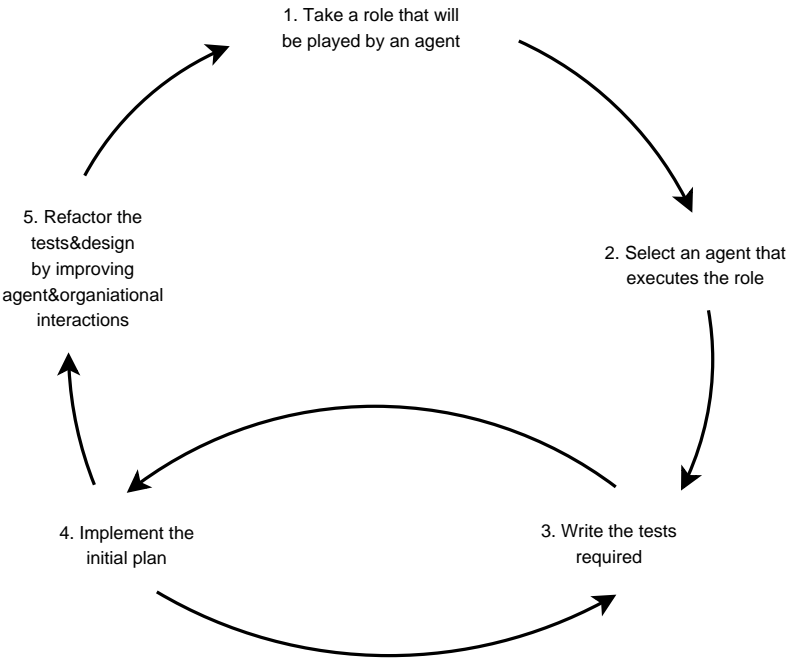 1. Take a role that will
be played by an agent
2. Select an agent that
executes the role
3. Write the tests
required
4. Implement the
initial plan
5. Refactor the
tests&design
by improving
agent&organiational
interactions